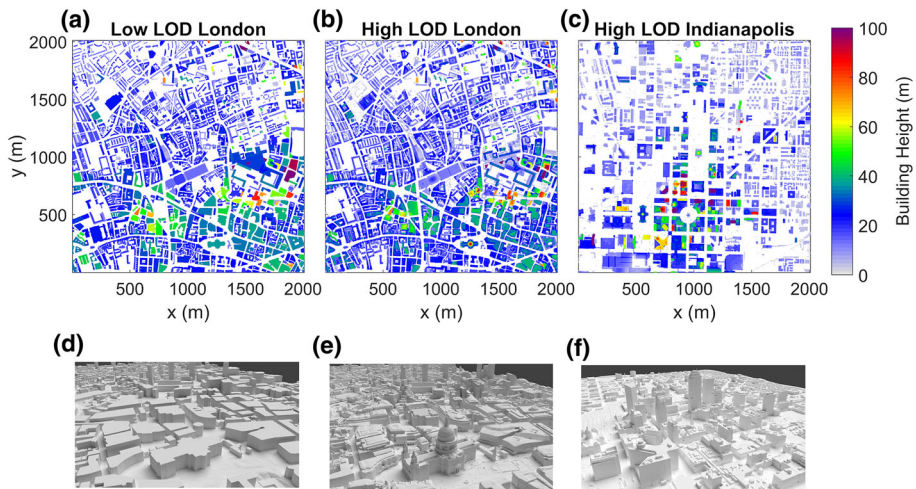 (a) Low LOD London
(b) High LOD London
(c) High LOD Indianapolis
2000
1500
1000
500
y (m)
500 1000 1500 2000
x (m)
500 1000 1500 2000
x (m)
500 1000 1500 2000
x (m)
100
80
60
40
20
0
Building Height (m)
(d)
(e)
(f)